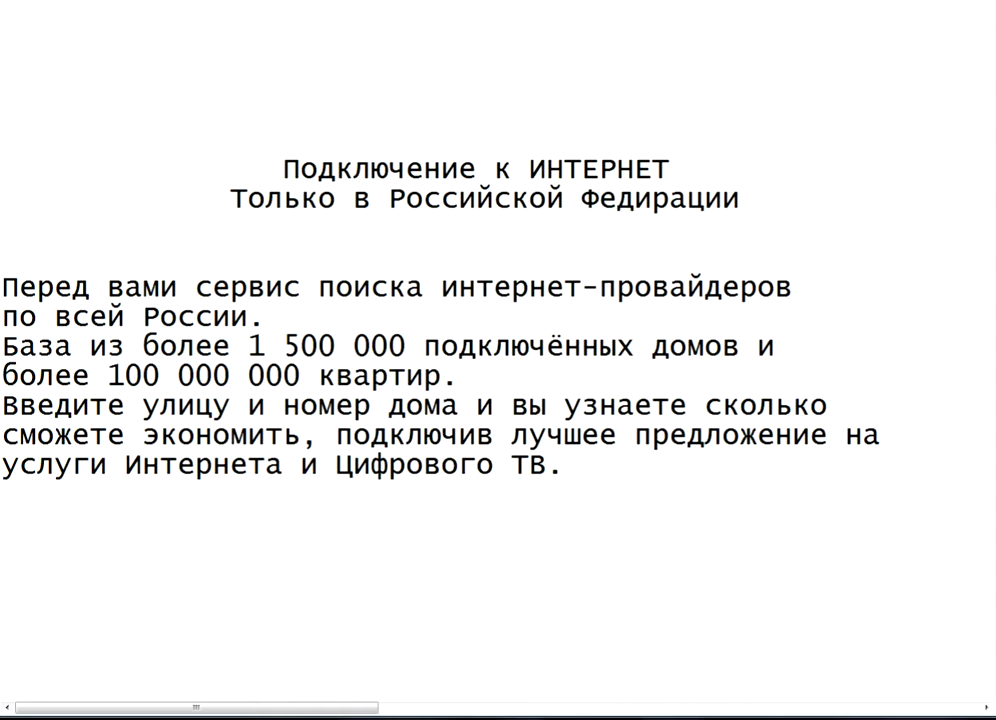 Подключение к ИНТЕРНЕТ
Только в Российской Федирации
Перед вами сервис поиска интернет-провайдеров
по всей России.
База из более 1 500 000 подключённых домов и
более 100 000 000 квартир.
Введите улицу и номер дома и вы узнаете сколько
сможете экономить, подключив лучшее предложение на
услуги Интернета и Цифрового ТВ.